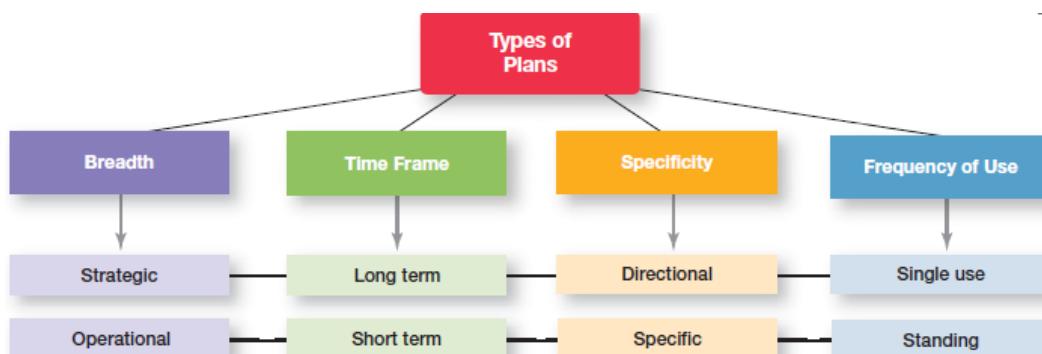 Types of
Plans
Breadth
Time Frame
Specificity
Frequency of Use
Strategic
Long term
Directional
Single use
Operational
Short term
Specific
Standing